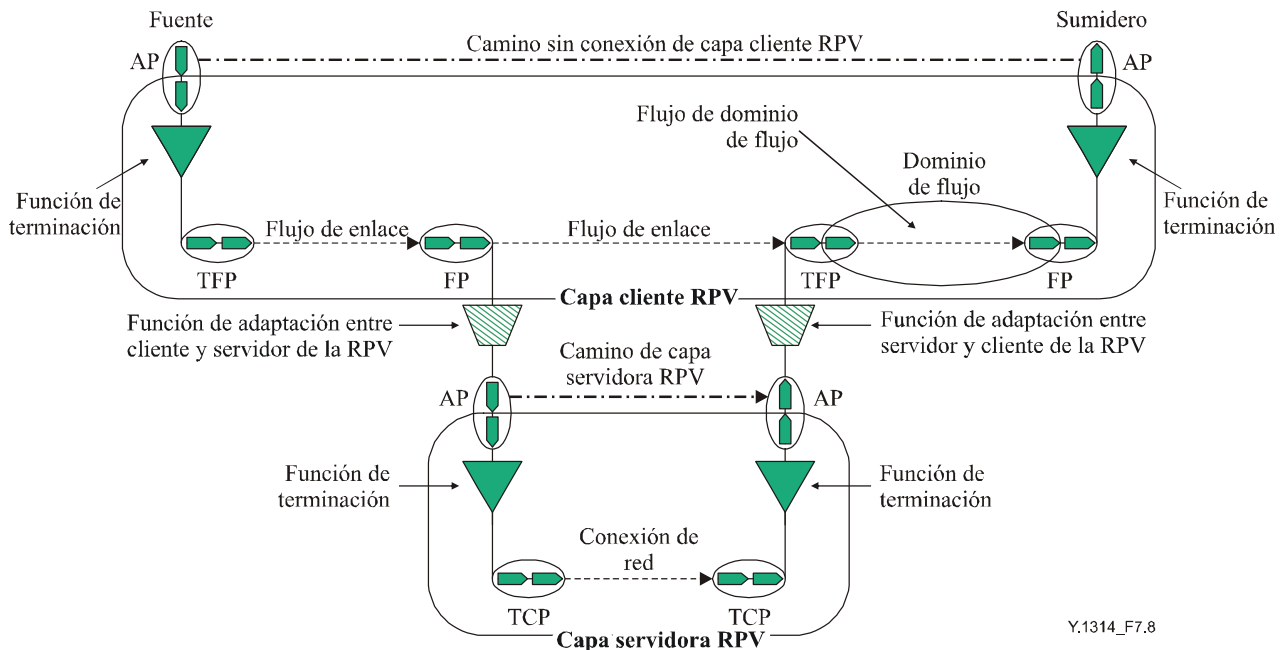 Fuente
Sumidero
AP
Camino sin conexión de capa cliente RPV
AP
Flujo de dominio
de flujo
Dominio
de flujo
Función de
terminación
Función de
terminación
Flujo de enlace
Flujo de enlace
TFP
FP
TFP
FP
Capa cliente RPV
Función de adaptación entre
cliente y servidor de la RPV
Función de adaptación entre
servidor y cliente de la RPV
Camino de capa
servidora RPV
AP
AP
Función de
terminación
Función de
terminación
Conexión de
red
TCP
TCP
Capa servidora RPV
Y.1314_F7.8